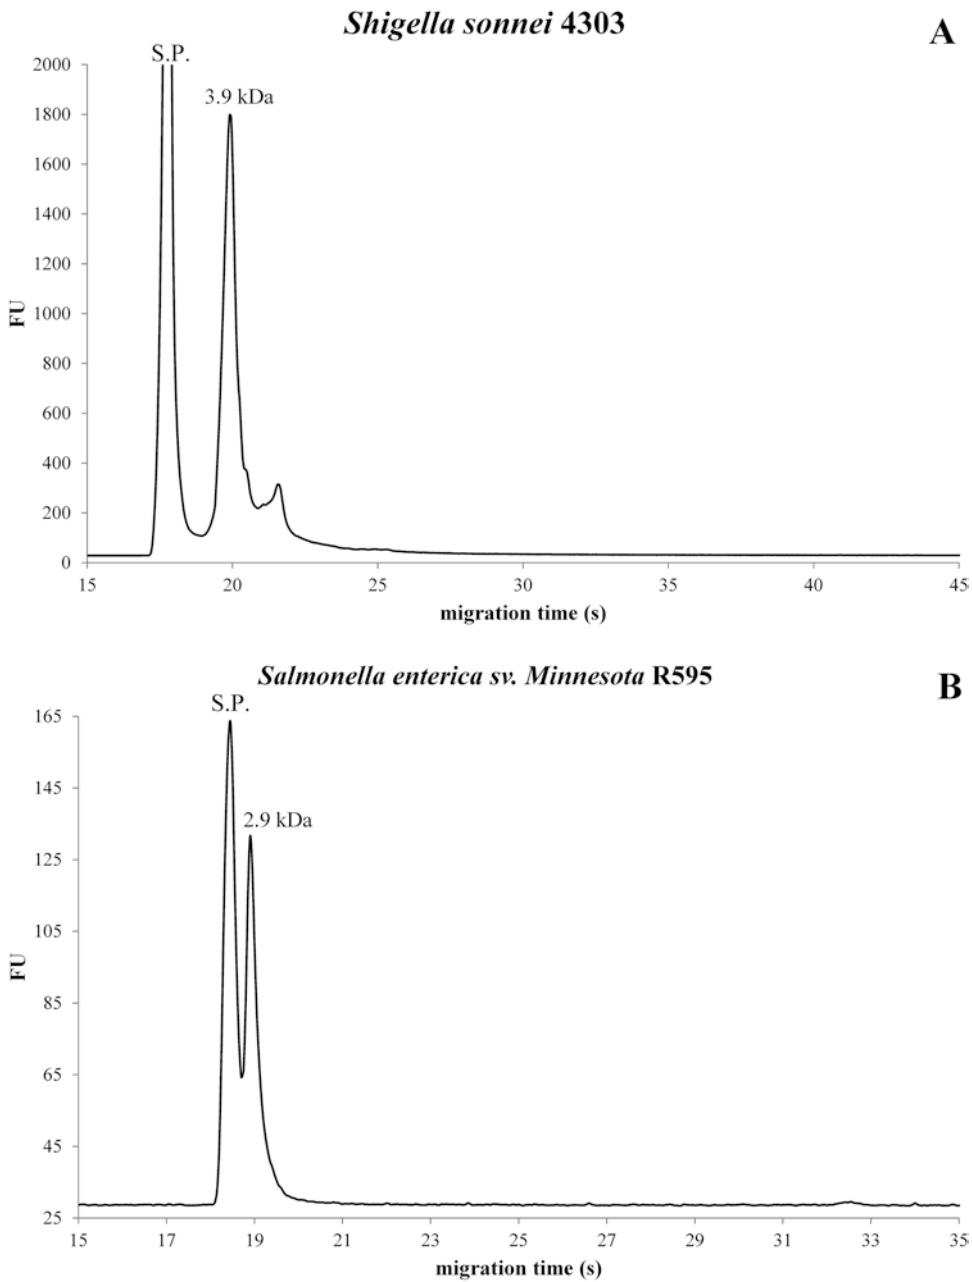 Shigella sonnei 4303
A
S.P.
3.9 kDa
2000
1800
1600
1400
1200
1000
800
600
400
200
0
FU
15 20 25 30 35 40 45
migration time (s)
Salmonella enterica sv. Minnesota R595
B
S.P.
2.9 kDa
165
145
125
105
85
65
45
25
FU
15 17 19 21 23 25 27 29 31 33 35
migration time (s)